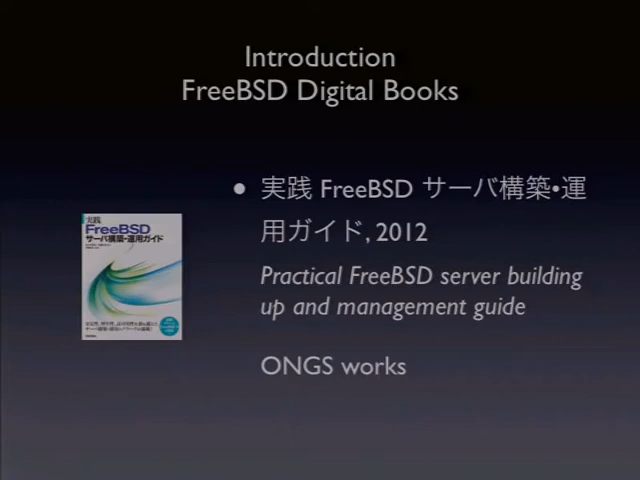 Introduction
FreeBSD Digital Books
• 実践 FreeBSD サーバ構築・運
用ガイド, 2012
Practical FreeBSD server building
up and management guide
ONGS works
実践
FreeBSD
サーバ構築・運用ガイド